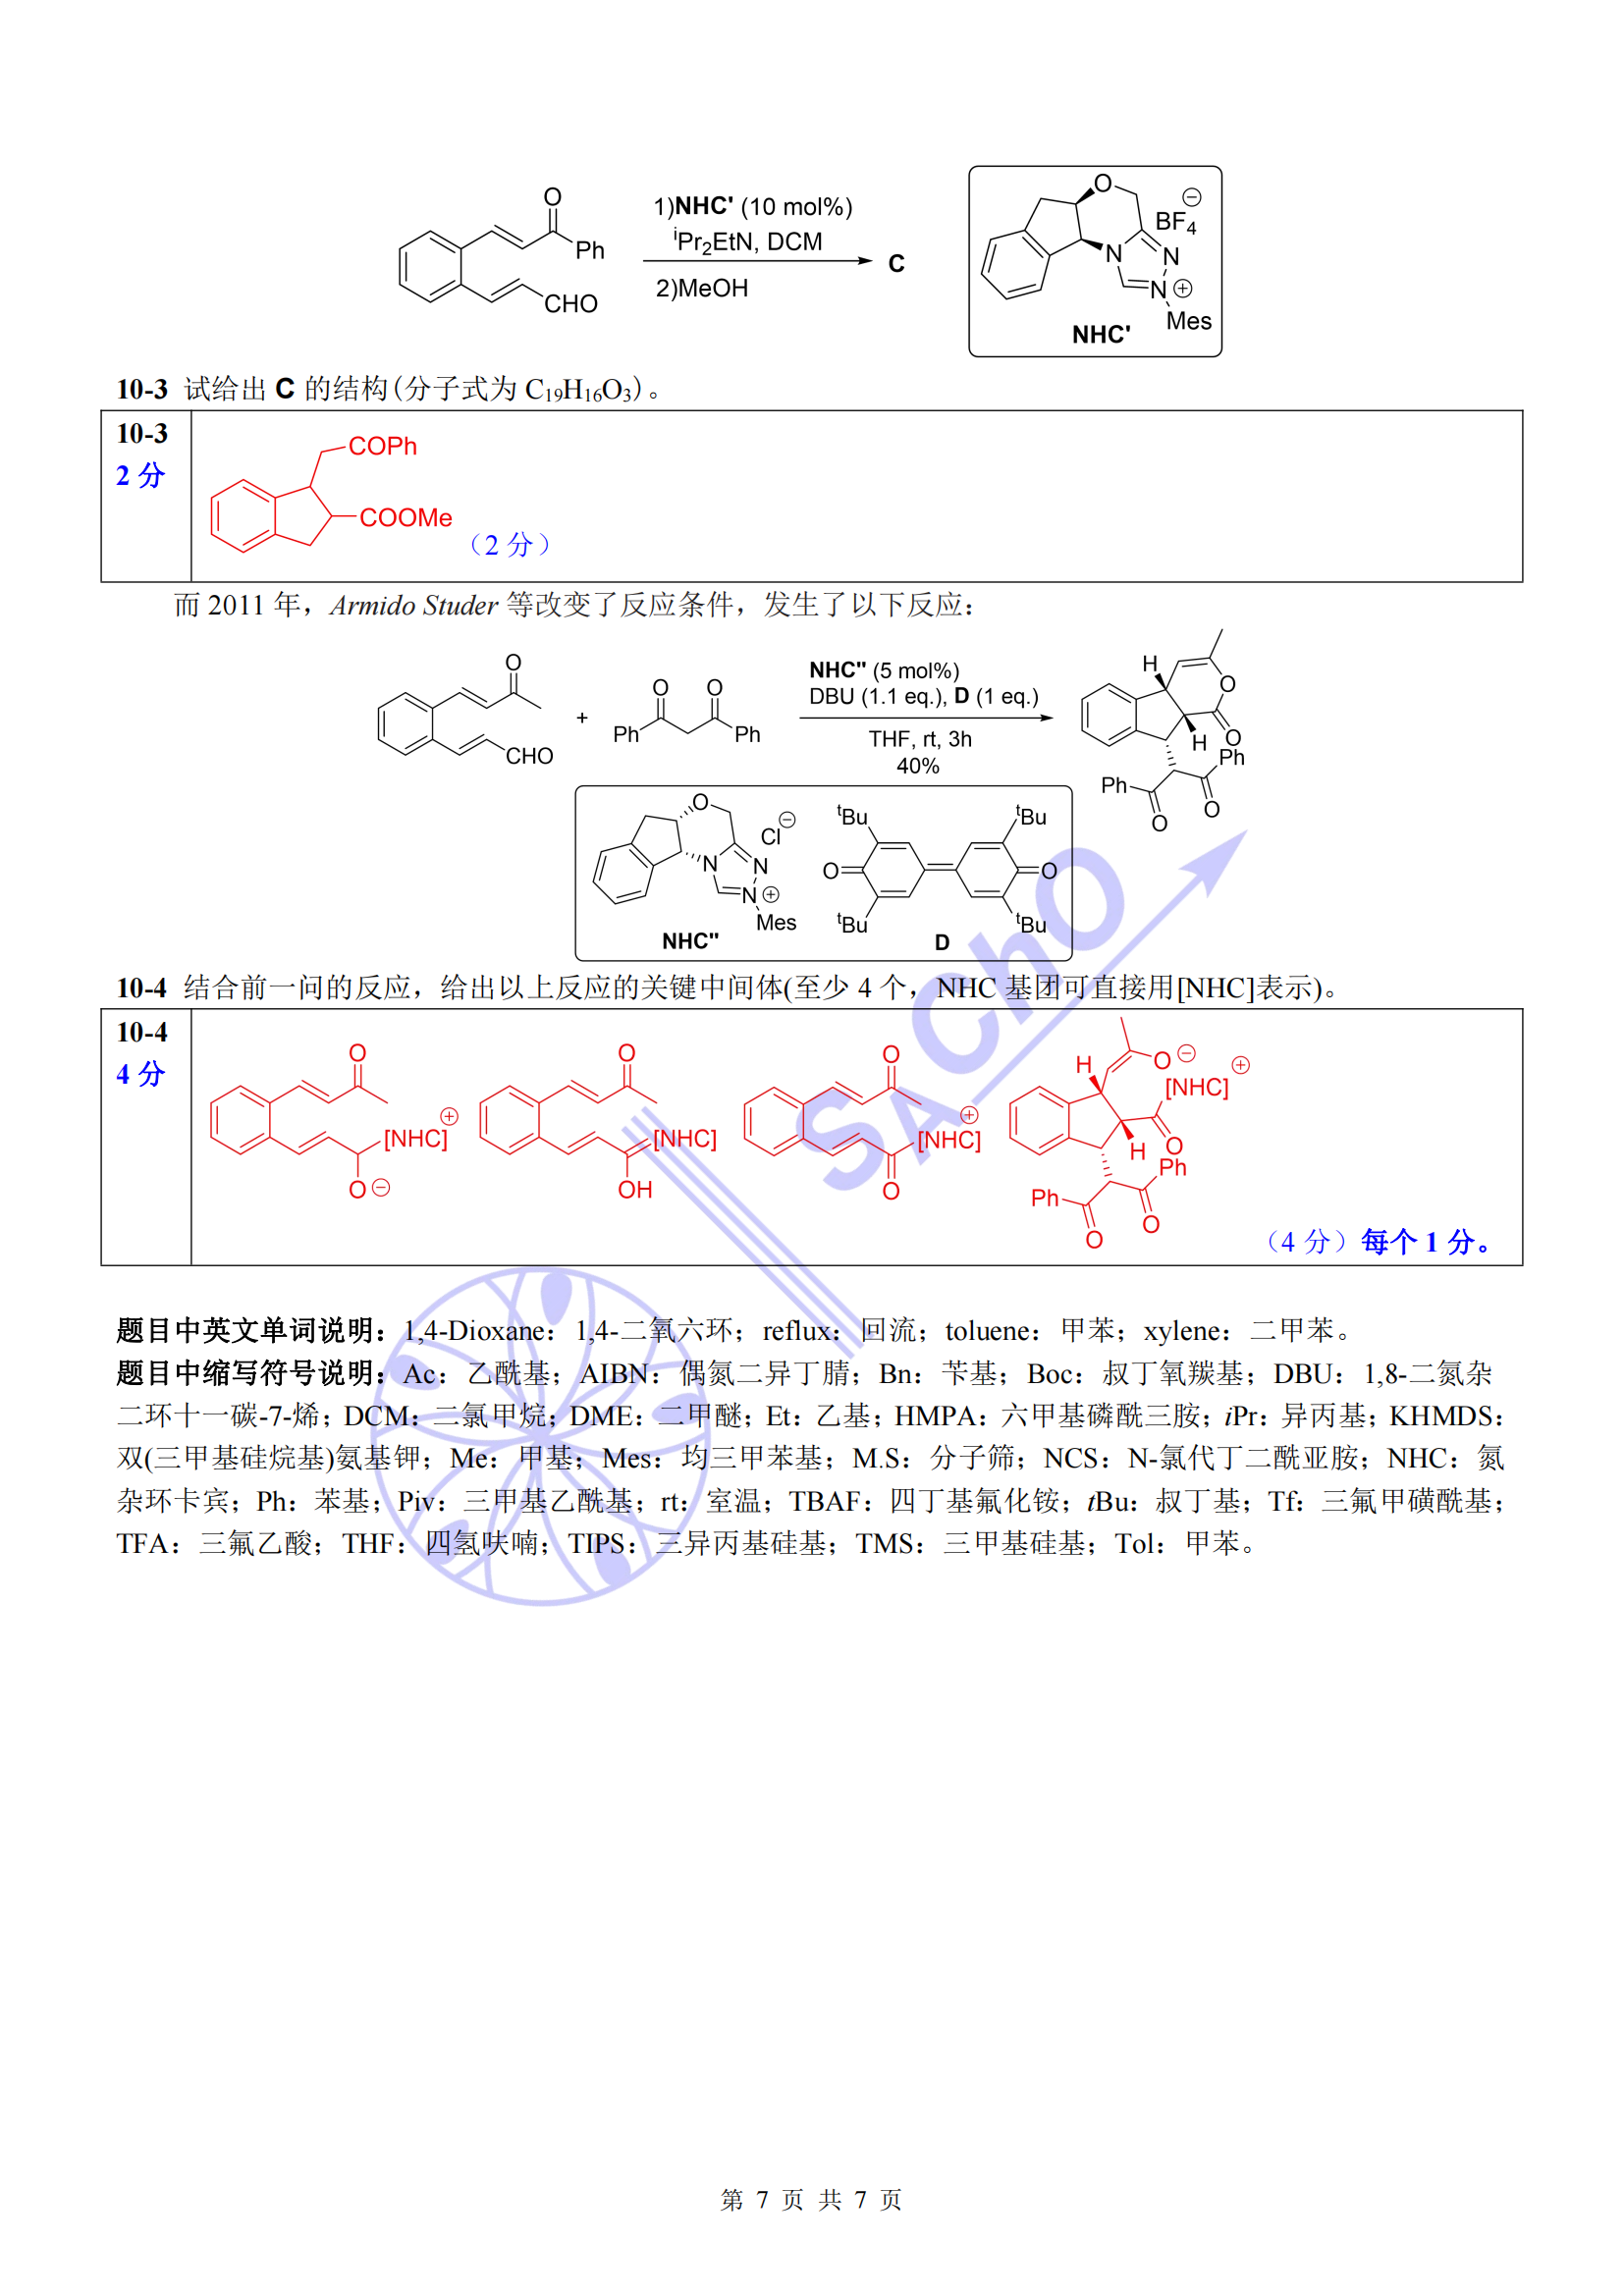 O
Ph
CHO
1)NHC' (10 mol%)
iPr2EtN, DCM
2)MeOH
C
O
BF4 ⊖
N N
N ⊕
Mes
NHC'
10-3 试给出 C 的结构(分子式为 C19H16O3)。
10-3
2 分
COPh
COOMe
（2 分）
而 2011 年，Armido Studer 等改变了反应条件，发生了以下反应：
O
CHO
+
O O
Ph Ph
NHC'' (5 mol%)
DBU (1.1 eq.), D (1 eq.)
THF, rt, 3h
40%
H
O
O
H
Ph
Ph
O
O
O
Cl ⊖
N N
N ⊕
Mes
NHC''
tBu tBu
O O
tBu tBu
D
10-4 结合前一问的反应，给出以上反应的关键中间体(至少 4 个，NHC 基团可直接用[NHC]表示)。
10-4
4 分
O
[NHC] ⊕
O ⊖
O
[NHC]
OH
O
[NHC] ⊕
O
H
O ⊖
[NHC] ⊕
O
H
Ph
Ph
O
O
（4 分）每个 1 分。
SAChO
题目中英文单词说明：1,4-Dioxane：1,4-二氧六环；reflux：回流；toluene：甲苯；xylene：二甲苯。
题目中缩写符号说明：Ac：乙酰基；AIBN：偶氮二异丁腈；Bn：苄基；Boc：叔丁氧羰基；DBU：1,8-二氮杂
二环十一碳-7-烯；DCM：二氯甲烷；DME：二甲醚；Et：乙基；HMPA：六甲基磷酰三胺；iPr：异丙基；KHMDS：
双(三甲基硅烷基)氨基钾；Me：甲基；Mes：均三甲苯基；M.S：分子筛；NCS：N-氯代丁二酰亚胺；NHC：氮
杂环卡宾；Ph：苯基；Piv：三甲基乙酰基；rt：室温；TBAF：四丁基氟化铵；tBu：叔丁基；Tf：三氟甲磺酰基；
TFA：三氟乙酸；THF：四氢呋喃；TIPS：三异丙基硅基；TMS：三甲基硅基；Tol：甲苯。
第 7 页 共 7 页